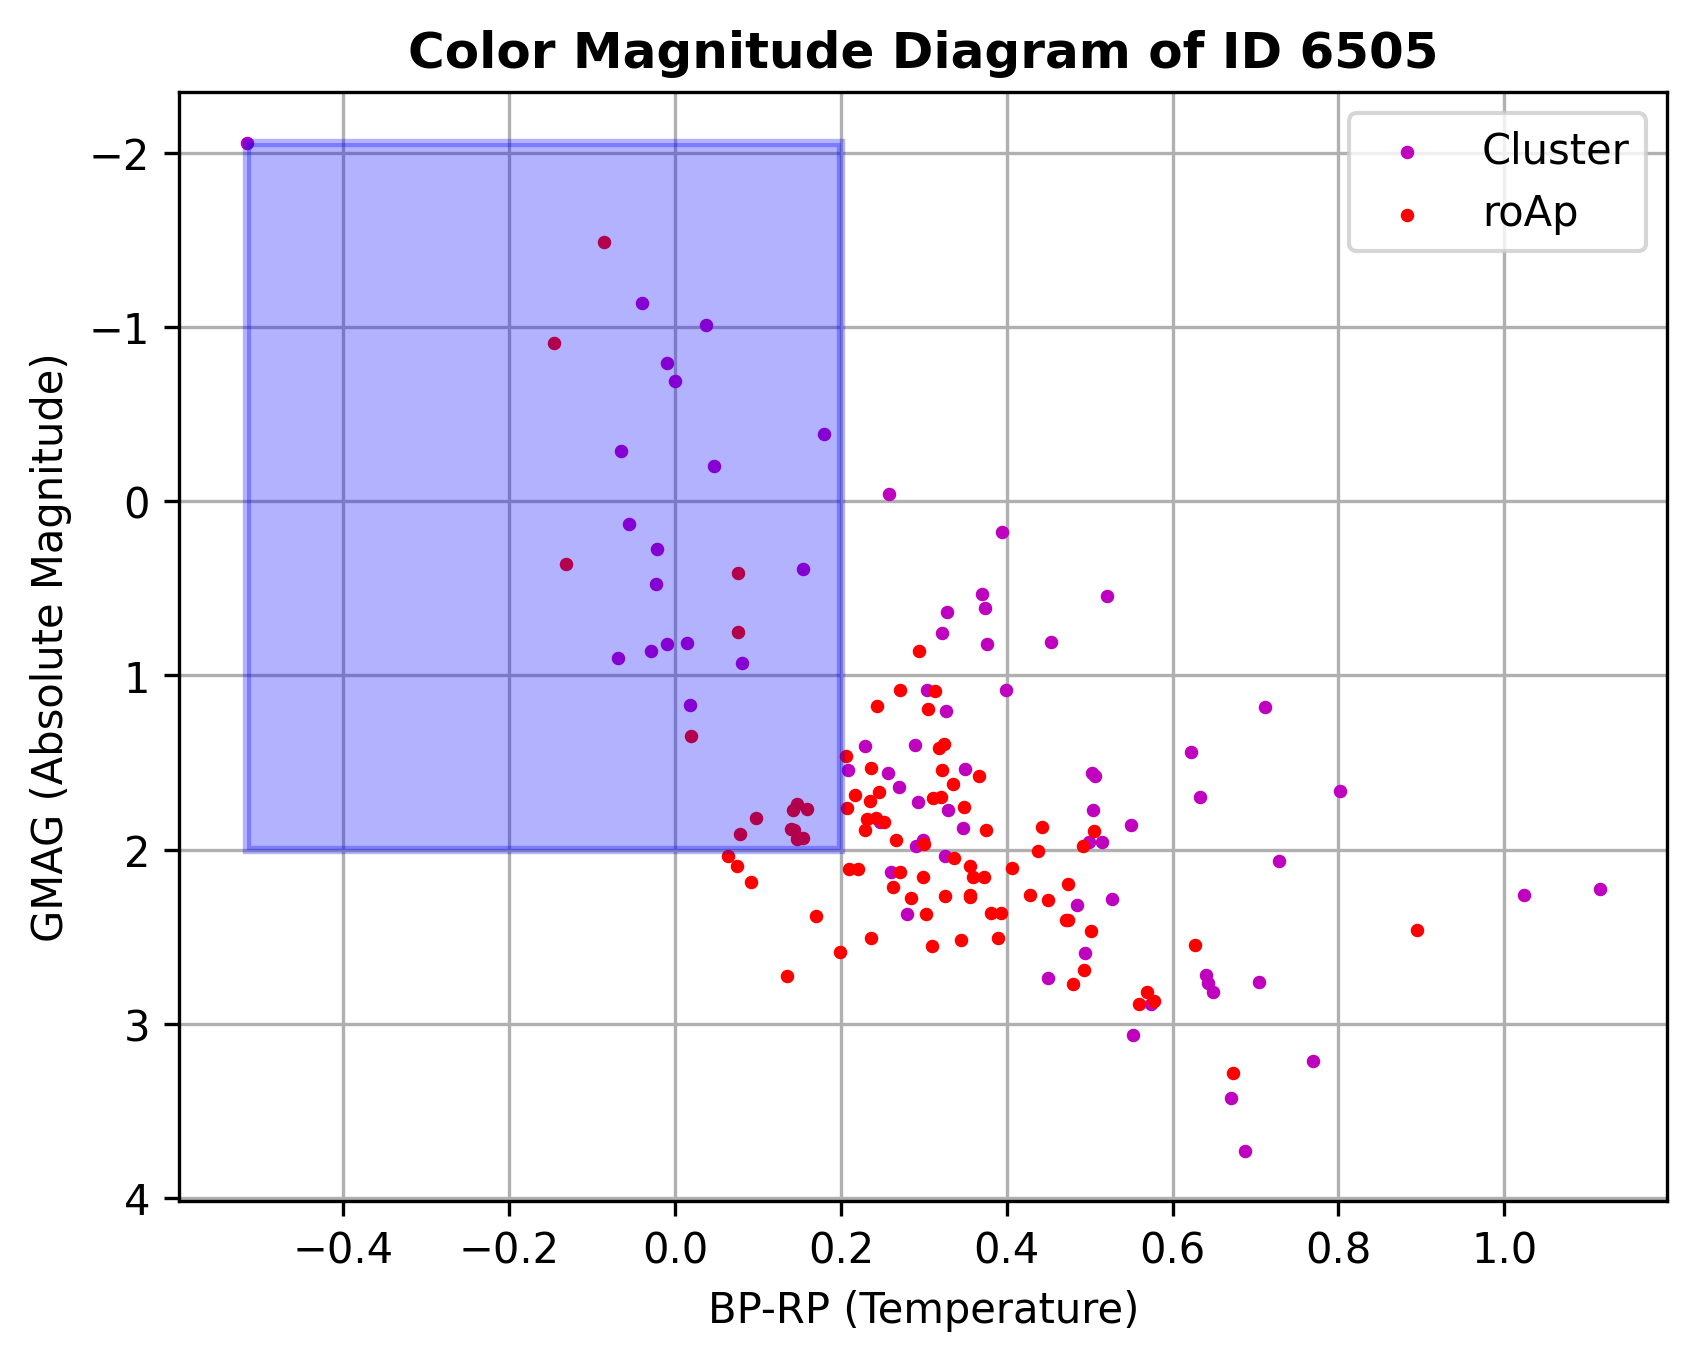 Color Magnitude Diagram of ID 6505
Cluster
roAp
−2
−1
0
1
2
3
4
GMAG (Absolute Magnitude)
−0.4 −0.2 0.0 0.2 0.4 0.6 0.8 1.0
BP-RP (Temperature)